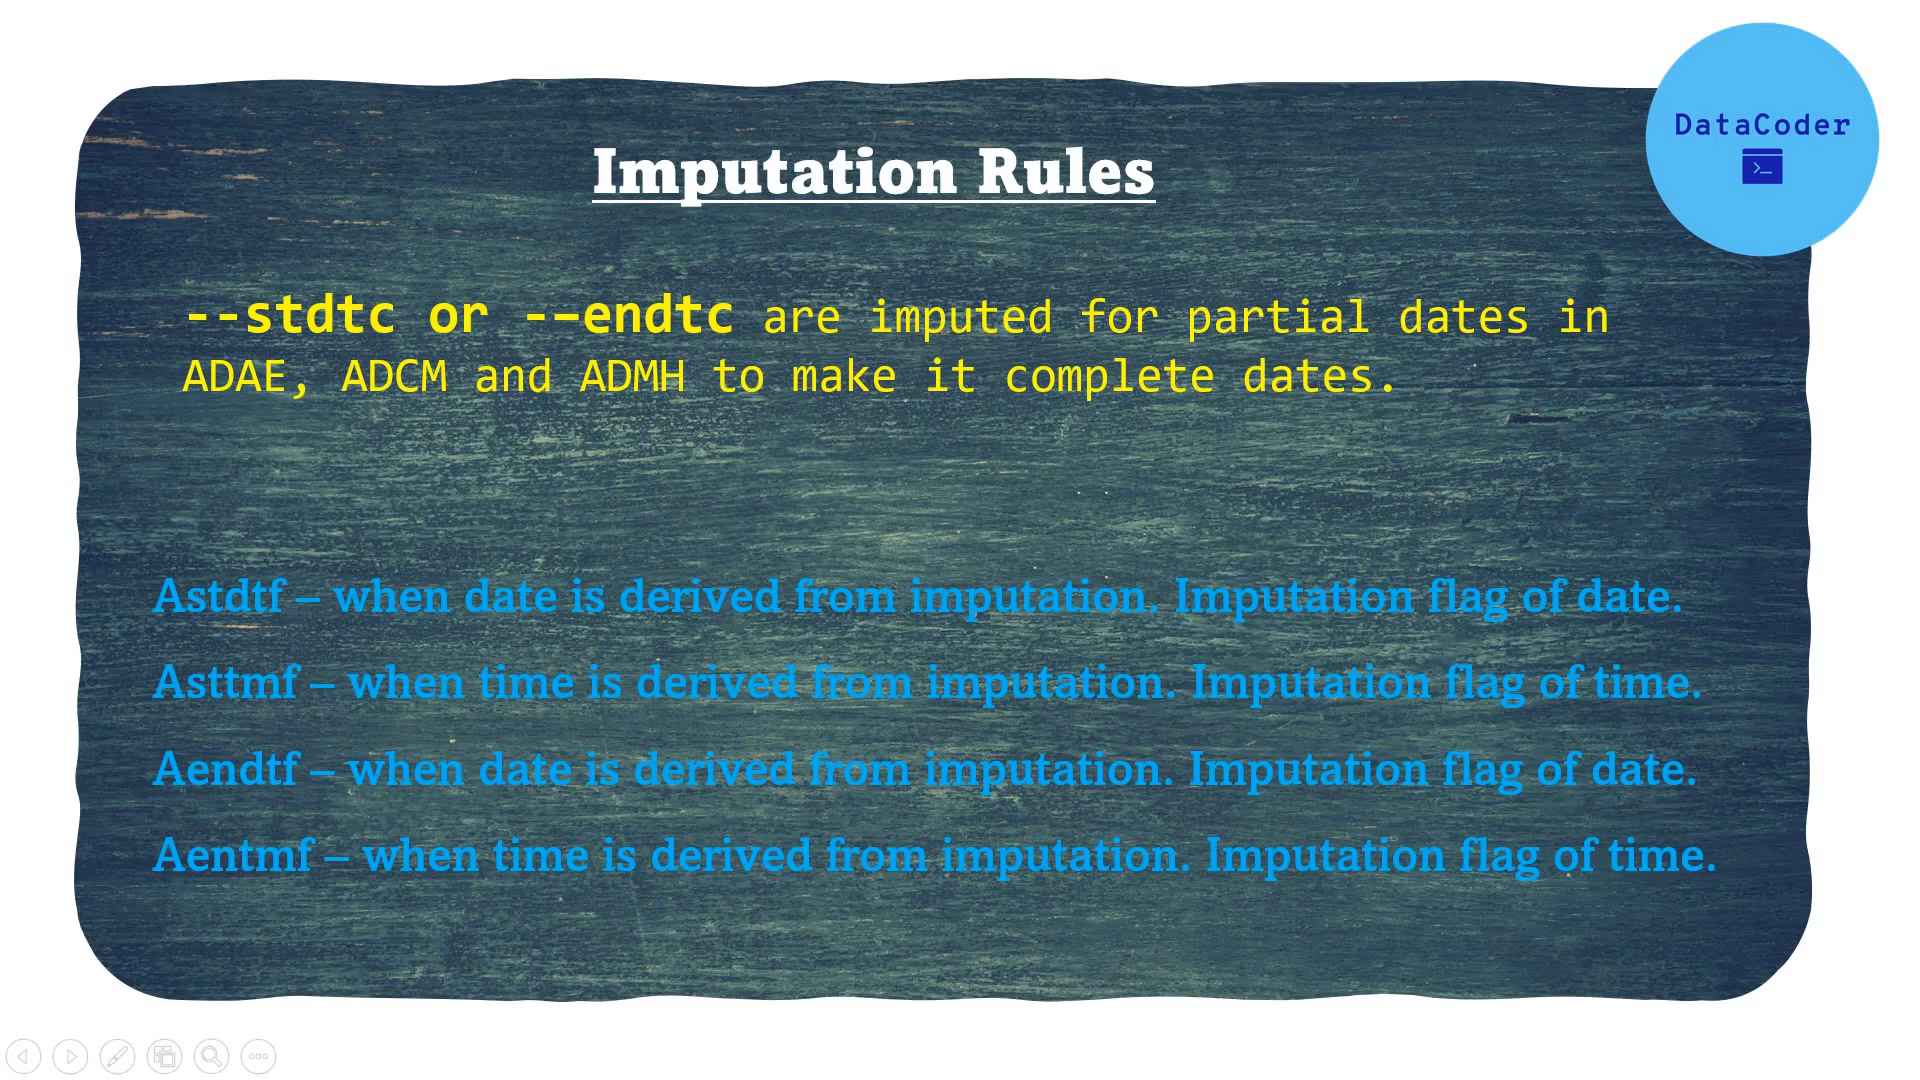 DataCoder
Imputation Rules
--stdtc or -–endtc are imputed for partial dates in
ADAE, ADCM and ADMH to make it complete dates.
Astdtf – when date is derived from imputation. Imputation flag of date.
Asttmf – when time is derived from imputation. Imputation flag of time.
Aendtf – when date is derived from imputation. Imputation flag of date.
Aentmf – when time is derived from imputation. Imputation flag of time.